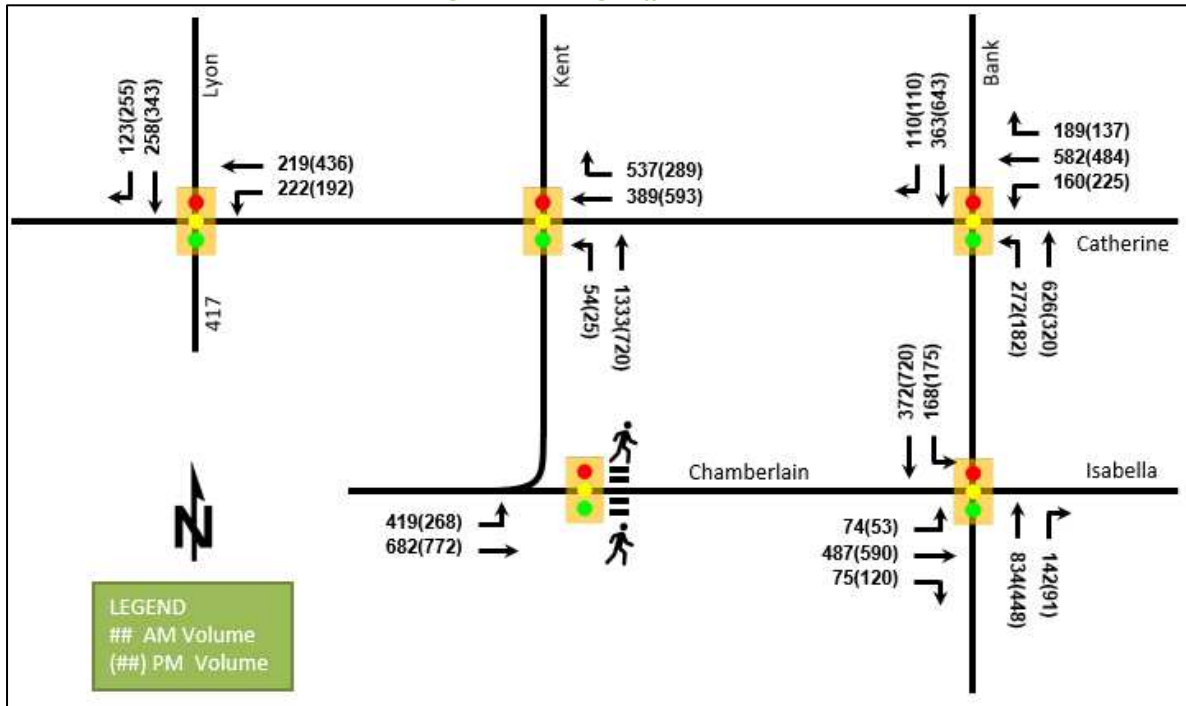 Lyon
123(255)
258(343)
219(436)
222(192)
417
Kent
537(289)
389(593)
54(25)
1333(720)
Bank
110(110)
363(643)
189(137)
582(484)
160(225)
Catherine
272(182)
626(320)
372(720)
168(175)
Chamberlain
Isabella
419(268)
682(772)
74(53)
487(590)
75(120)
834(448)
142(91)
N
LEGEND
## AM Volume
(##) PM Volume